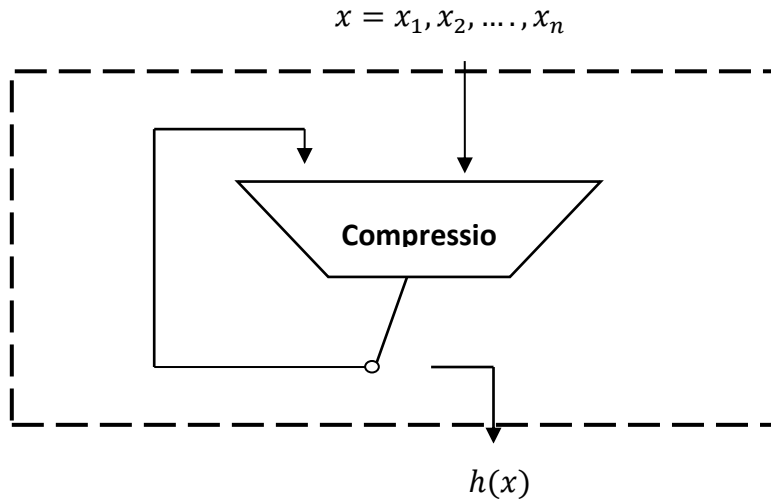 x = x₁, x₂, … . , xₙ
Compressio
h(x)